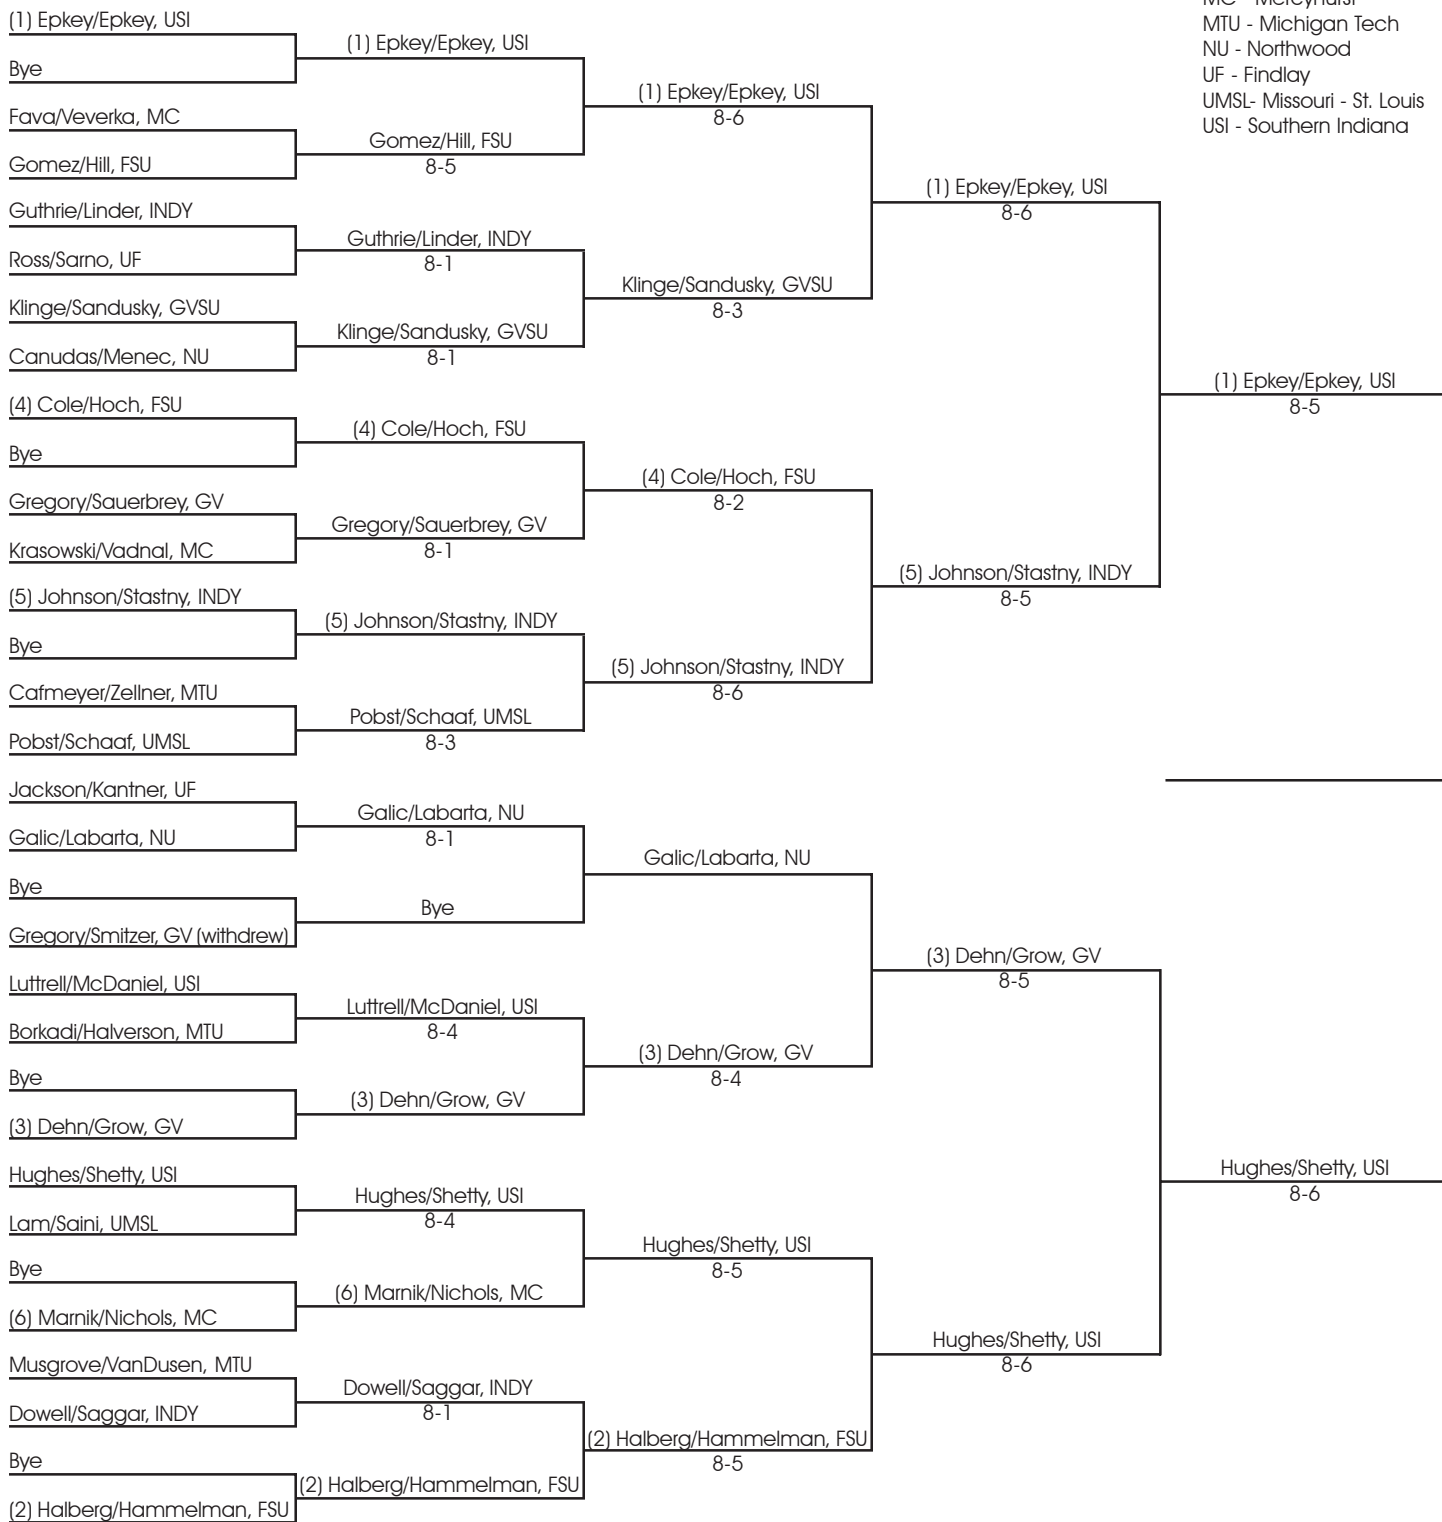 (1) Epkey/Epkey, USI
Bye
Fava/Veverka, MC
Gomez/Hill, FSU
Guthrie/Linder, INDY
Ross/Sarno, UF
Klinge/Sandusky, GVSU
Canudas/Menec, NU
(4) Cole/Hoch, FSU
Bye
Gregory/Sauerbrey, GV
Krasowski/Vadnal, MC
(5) Johnson/Stastny, INDY
Bye
Cafmeyer/Zellner, MTU
Pobst/Schaaf, UMSL
Jackson/Kantner, UF
Galic/Labarta, NU
Bye
Gregory/Smitzer, GV (withdrew)
Luttrell/McDaniel, USI
Borkadi/Halverson, MTU
Bye
(3) Dehn/Grow, GV
Hughes/Shetty, USI
Lam/Saini, UMSL
Bye
(6) Marnik/Nichols, MC
Musgrove/VanDusen, MTU
Dowell/Saggar, INDY
Bye
(2) Halberg/Hammelman, FSU
(1) Epkey/Epkey, USI
Gomez/Hill, FSU
8-5
Guthrie/Linder, INDY
8-1
Klinge/Sandusky, GVSU
8-1
(4) Cole/Hoch, FSU
Gregory/Sauerbrey, GV
8-1
(5) Johnson/Stastny, INDY
Pobst/Schaaf, UMSL
8-3
Galic/Labarta, NU
8-1
Bye
Luttrell/McDaniel, USI
8-4
(3) Dehn/Grow, GV
Hughes/Shetty, USI
8-4
(6) Marnik/Nichols, MC
Dowell/Saggar, INDY
8-1
(2) Halberg/Hammelman, FSU
(1) Epkey/Epkey, USI
8-6
Klinge/Sandusky, GVSU
8-3
(4) Cole/Hoch, FSU
8-2
(5) Johnson/Stastny, INDY
8-6
Galic/Labarta, NU
(3) Dehn/Grow, GV
8-4
Hughes/Shetty, USI
8-5
(2) Halberg/Hammelman, FSU
8-5
(1) Epkey/Epkey, USI
8-6
(5) Johnson/Stastny, INDY
8-5
(3) Dehn/Grow, GV
8-5
Hughes/Shetty, USI
8-6
(1) Epkey/Epkey, USI
8-5
Hughes/Shetty, USI
8-6
MC - Mercyhurst
MTU - Michigan Tech
NU - Northwood
UF - Findlay
UMSL- Missouri - St. Louis
USI - Southern Indiana